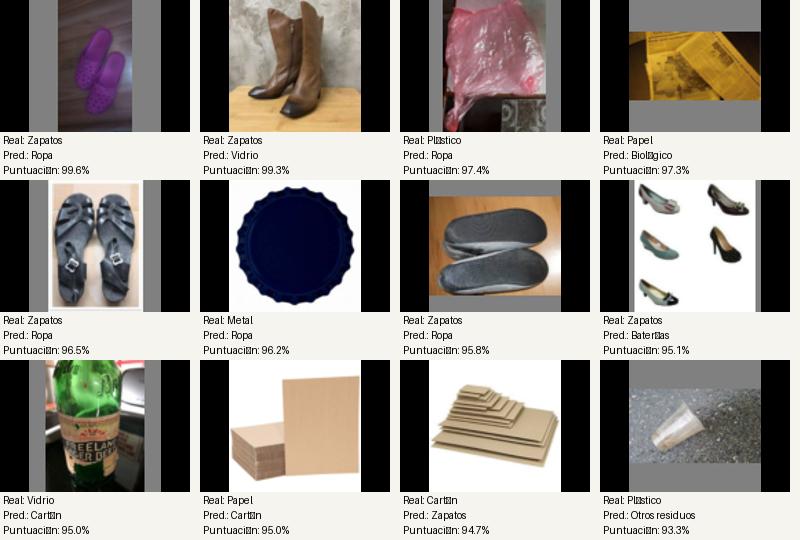 Real: Zapatos
Pred.: Ropa
Puntuaci▯n: 99.6%
Real: Zapatos
Pred.: Vidrio
Puntuaci▯n: 99.3%
Real: Pl▯stico
Pred.: Ropa
Puntuaci▯n: 97.4%
Real: Papel
Pred.: Biol▯gico
Puntuaci▯n: 97.3%
Real: Zapatos
Pred.: Ropa
Puntuaci▯n: 96.5%
Real: Metal
Pred.: Ropa
Puntuaci▯n: 96.2%
Real: Zapatos
Pred.: Ropa
Puntuaci▯n: 95.8%
Real: Zapatos
Pred.: Bater▯as
Puntuaci▯n: 95.1%
Real: Vidrio
Pred.: Cart▯n
Puntuaci▯n: 95.0%
Real: Papel
Pred.: Cart▯n
Puntuaci▯n: 95.0%
Real: Cart▯n
Pred.: Zapatos
Puntuaci▯n: 94.7%
Real: Pl▯stico
Pred.: Otros residuos
Puntuaci▯n: 93.3%